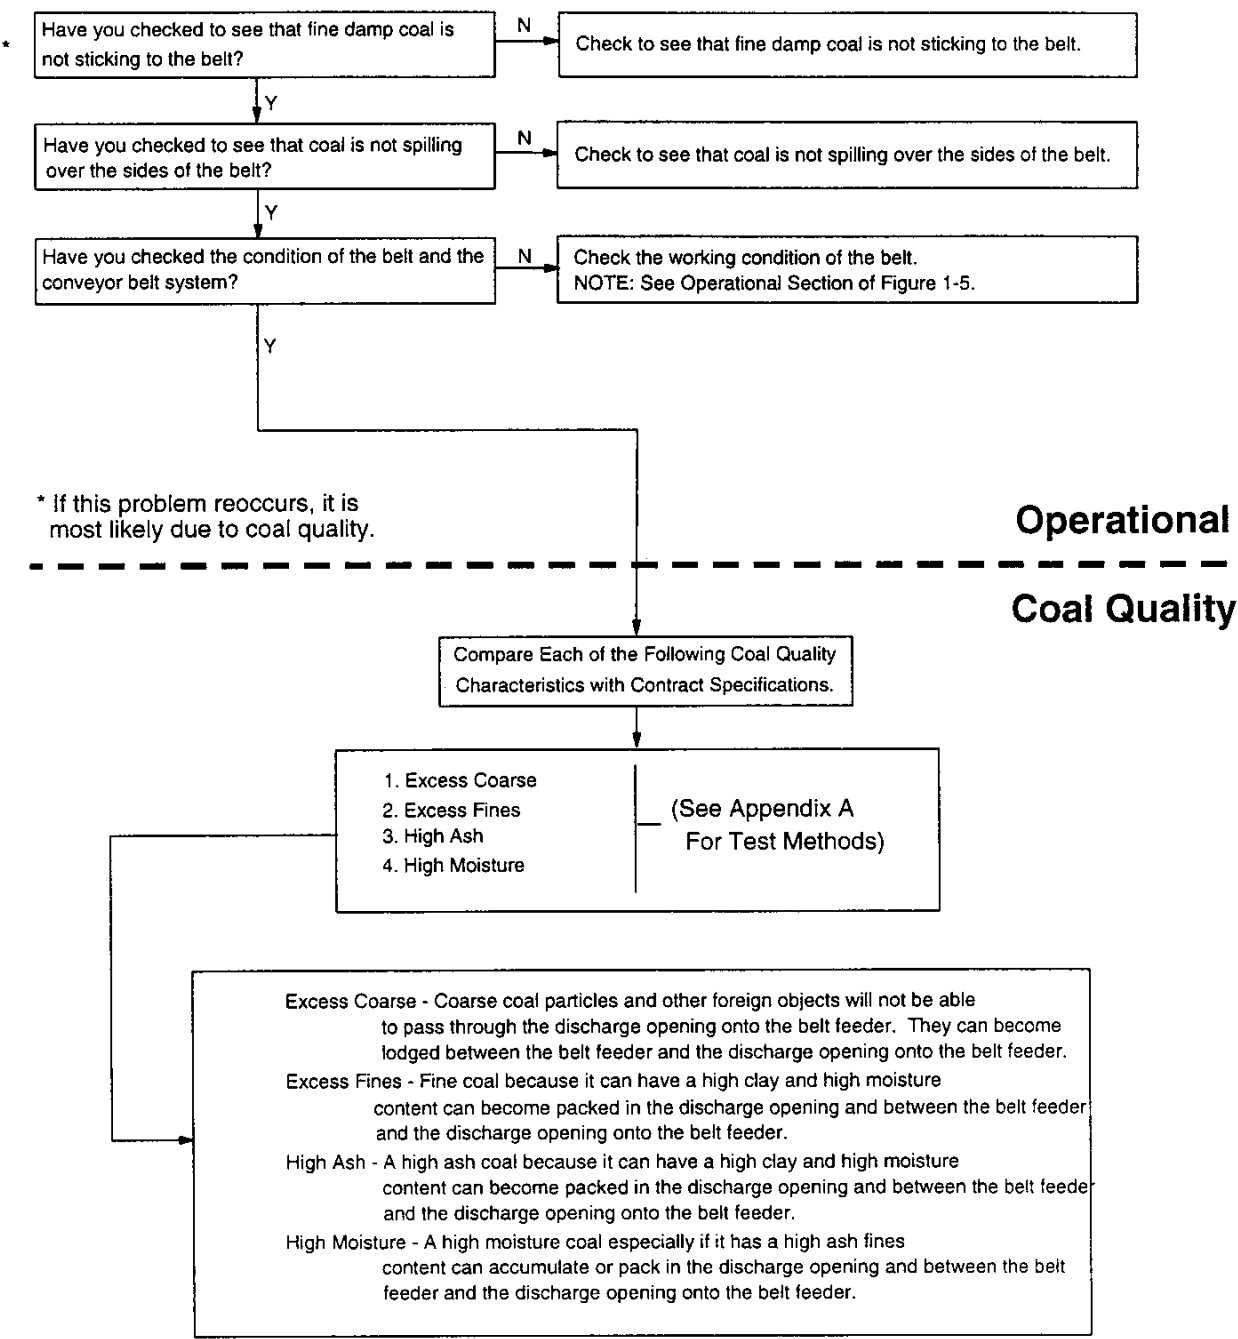 Have you checked to see that fine damp coal is
not sticking to the belt?
*
N
Check to see that fine damp coal is not sticking to the belt.
Y
Have you checked to see that coal is not spilling
over the sides of the belt?
N
Check to see that coal is not spilling over the sides of the belt.
Y
Have you checked the condition of the belt and the
conveyor belt system?
N
Check the working condition of the belt.
NOTE: See Operational Section of Figure 1-5.
Y
* If this problem reoccurs, it is
most likely due to coal quality.
Operational
Coal Quality
Compare Each of the Following Coal Quality
Characteristics with Contract Specifications.
1. Excess Coarse
2. Excess Fines
3. High Ash
4. High Moisture
(See Appendix A
For Test Methods)
Excess Coarse - Coarse coal particles and other foreign objects will not be able
to pass through the discharge opening onto the belt feeder. They can become
lodged between the belt feeder and the discharge opening onto the belt feeder.
Excess Fines - Fine coal because it can have a high clay and high moisture
content can become packed in the discharge opening and between the belt feeder
and the discharge opening onto the belt feeder.
High Ash - A high ash coal because it can have a high clay and high moisture
content can become packed in the discharge opening and between the belt feeder
and the discharge opening onto the belt feeder.
High Moisture - A high moisture coal especially if it has a high ash fines
content can accumulate or pack in the discharge opening and between the belt
feeder and the discharge opening onto the belt feeder.